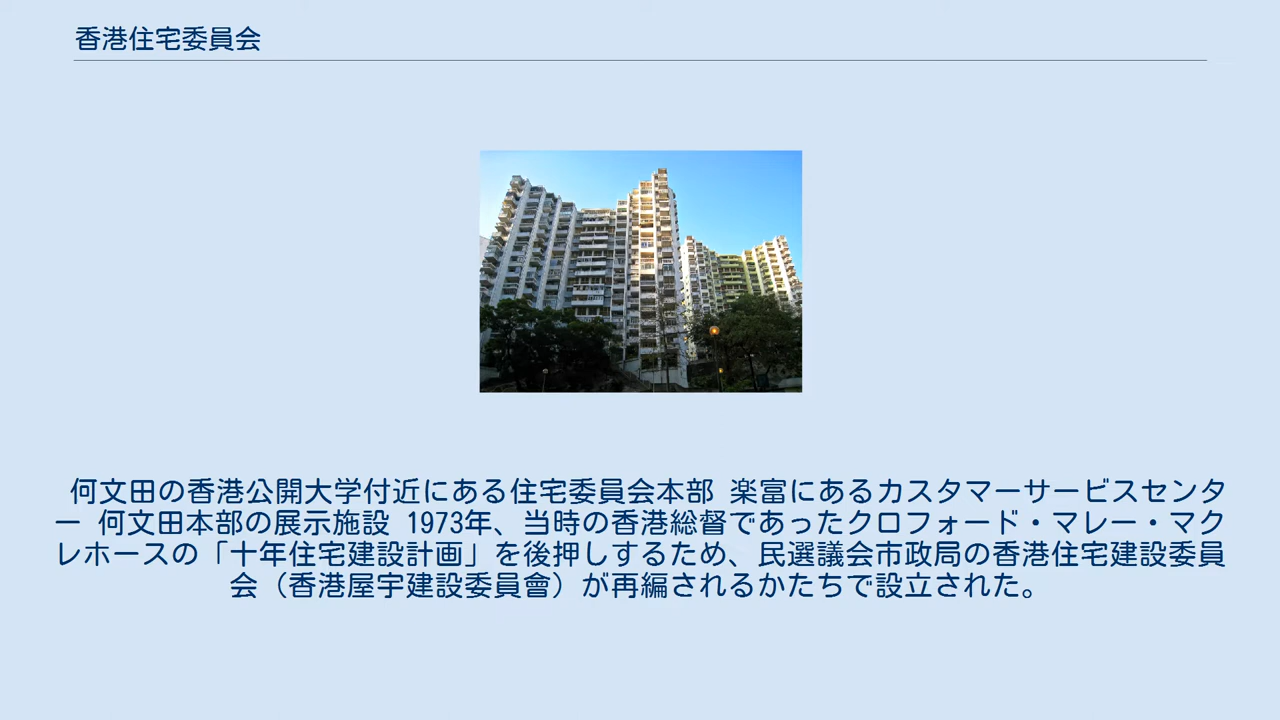 香港住宅委員会
何文田の香港公開大学付近にある住宅委員会本部 楽富にあるカスタマーサービスセンタ
ー 何文田本部の展示施設 1973年、当時の香港総督であったクロフォード・マレー・マク
レホースの「十年住宅建設計画」を後押しするため、民選議会市政局の香港住宅建設委員
会（香港屋宇建設委員會）が再編されるかたちで設立された。